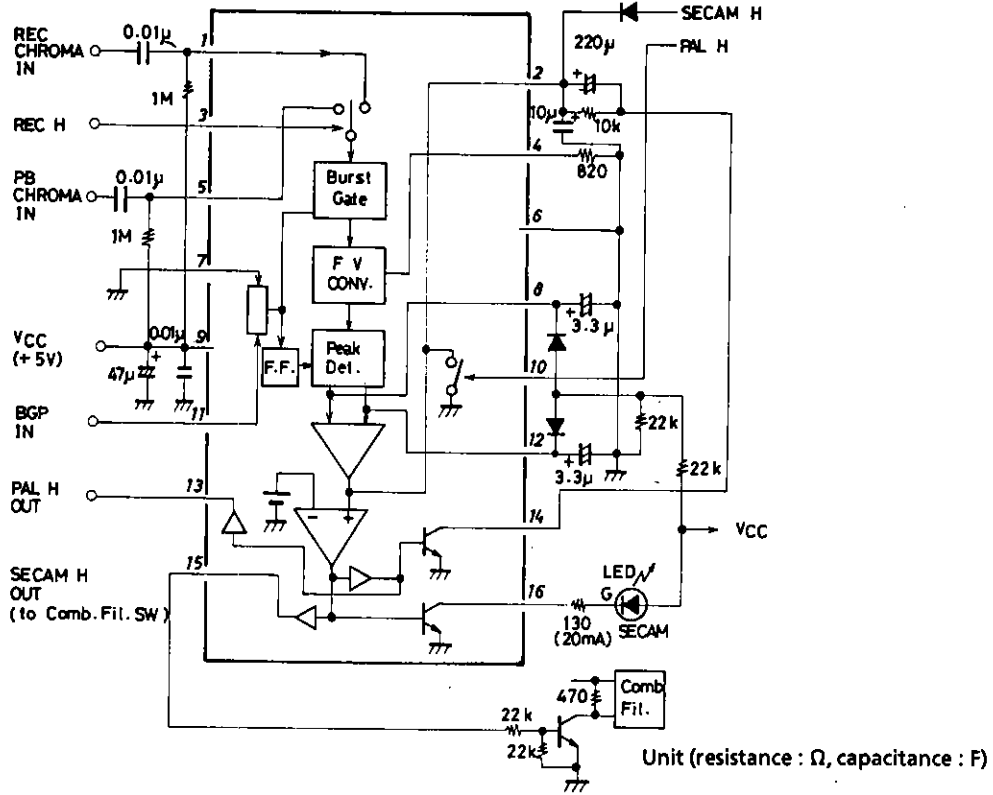 REC
CHROMA
IN
0.01μ
1
1M
REC H
3
PB
CHROMA
IN
0.01μ
5
1M
7
VCC
(+5V)
0.01μ
9
47μ
+
BGP
IN
11
PAL H
OUT
13
SECAM H
OUT
(to Comb. Fil. SW)
15
Burst
Gate
F V
CONV.
F.F.
Peak
Det.
-
+
SECAM H
PAL H
220μ
2
+
10μ
+
10k
4
820
6
8
+
3.3μ
10
22k
12
+
3.3μ
22k
14
VCC
LED
G
16
130
(20mA)
SECAM
470
Comb
Fil.
22k
22k
Unit (resistance : Ω, capacitance : F)